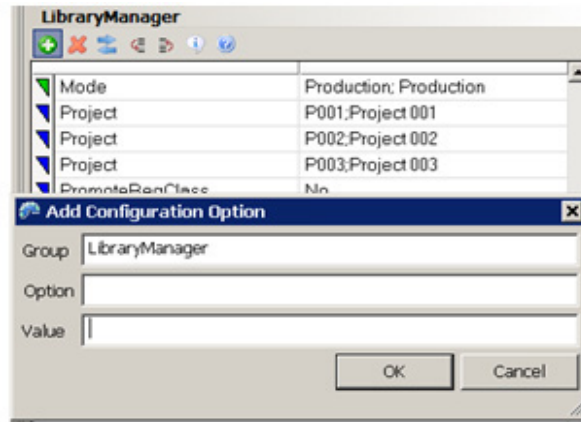 LibraryManager
Mode Production; Production
Project P001;Project 001
Project P002;Project 002
Project P003;Project 003
PromoteRegClass No
Add Configuration Option
Group LibraryManager
Option
Value
OK Cancel